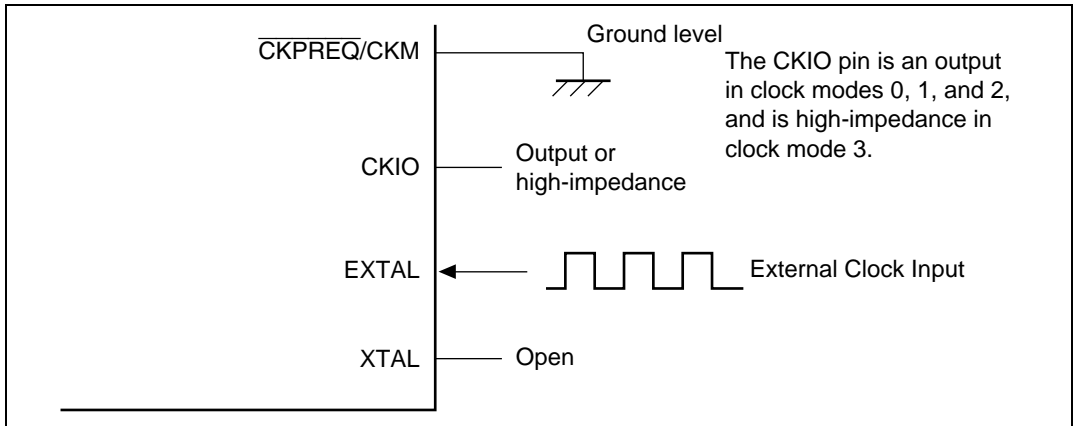 CKPREQ/CKM
Ground level
The CKIO pin is an output
in clock modes 0, 1, and 2,
and is high-impedance in
clock mode 3.
CKIO
Output or
high-impedance
EXTAL
External Clock Input
XTAL
Open